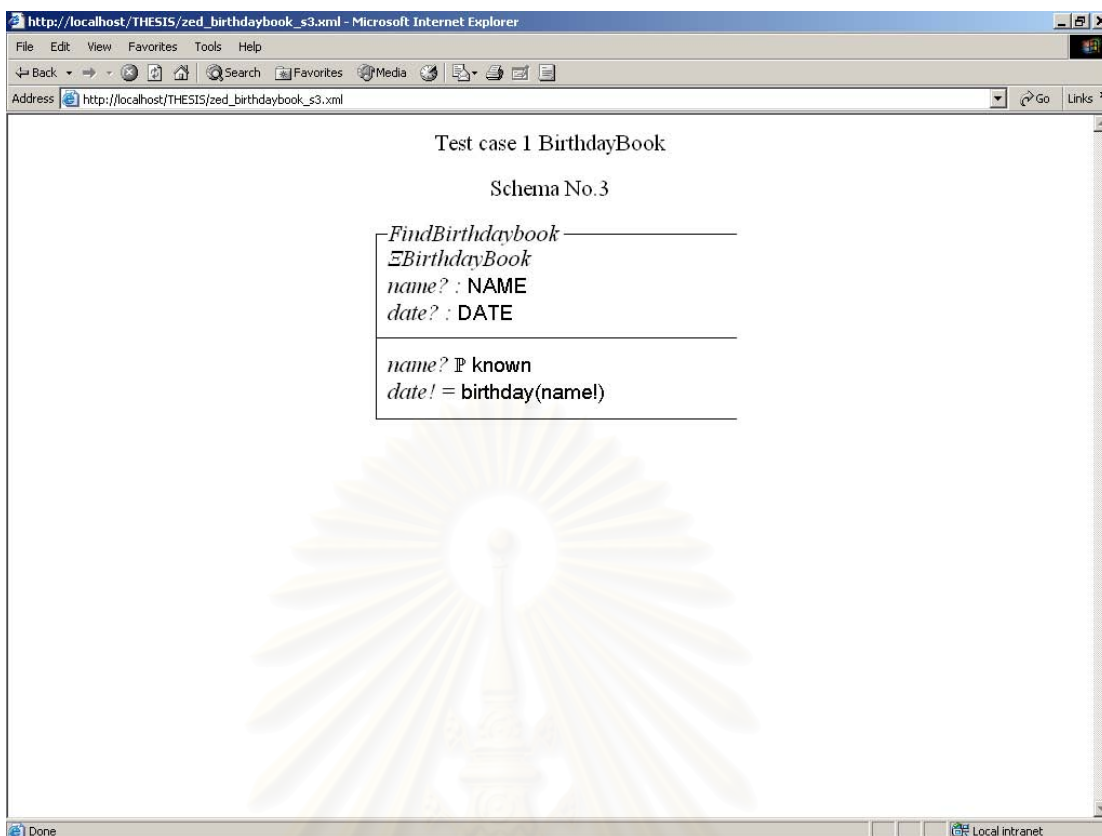 http://localhost/THESIS/zed_birthdaybook_s3.xml - Microsoft Internet Explorer
File Edit View Favorites Tools Help
Back Search Favorites Media
Address http://localhost/THESIS/zed_birthdaybook_s3.xml Go Links
Test case 1 BirthdayBook
Schema No.3
FindBirthdaybook
ΞBirthdayBook
name? : NAME
date? : DATE
name? ℙ known
date! = birthday(name!)
Done Local intranet